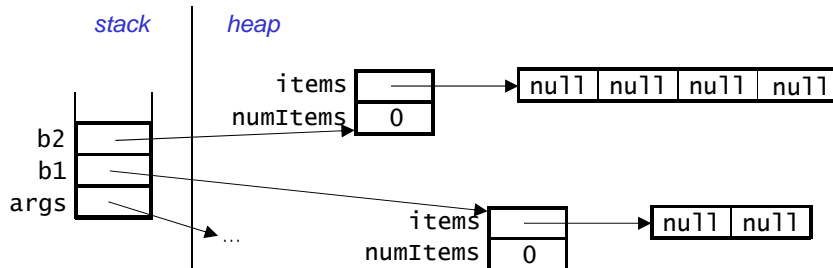 stack heap
items null null null null
numItems 0
b2
b1
args
...
items null null
numItems 0